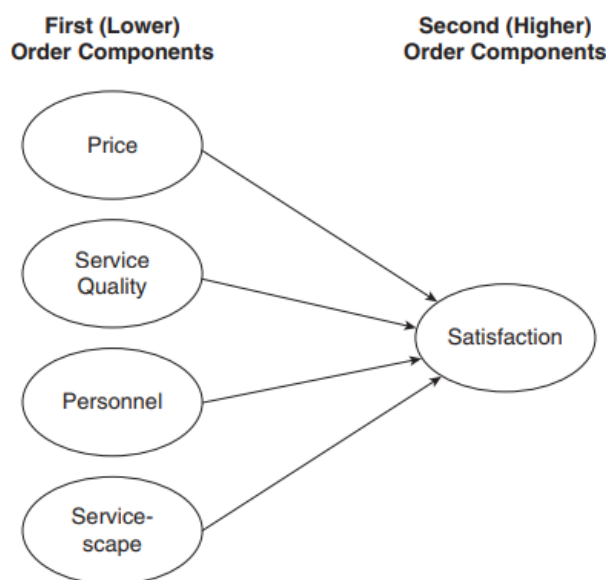 First (Lower)
Order Components
Second (Higher)
Order Components
Price
Service
Quality
Satisfaction
Personnel
Service-
scape